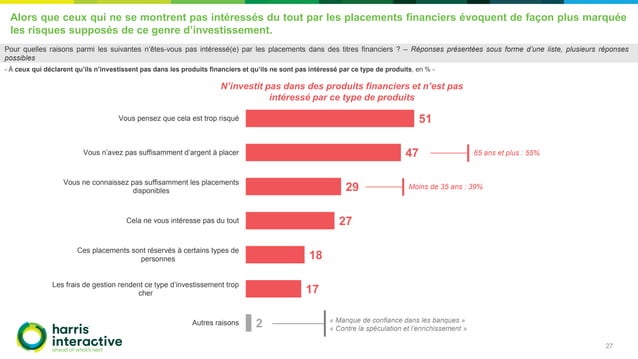 Alors que ceux qui ne se montrent pas intéressés du tout par les placements financiers évoquent de façon plus marquée
les risques supposés de ce genre d'investissement.
Pour quelles raisons parmi les suivantes n'êtes-vous pas intéressé(e) par les placements dans des titres financiers ? – Réponses présentées sous forme d'une liste, plusieurs réponses
possibles
- À ceux qui déclarent qu'ils n'investissent pas dans les produits financiers et qu'ils ne sont pas intéressé par ce type de produits, en % -
N'investit pas dans des produits financiers et n'est pas
intéressé par ce type de produits
Vous pensez que cela est trop risqué 51
Vous n'avez pas suffisamment d'argent à placer 47 65 ans et plus : 55%
Vous ne connaissez pas suffisamment les placements
disponibles 29 Moins de 35 ans : 39%
Cela ne vous intéresse pas du tout 27
Ces placements sont réservés à certains types de
personnes 18
Les frais de gestion rendent ce type d'investissement trop
cher 17
Autres raisons 2 « Manque de confiance dans les banques »
« Contre la spéculation et l'enrichissement »
harris
interactive
ahead of what's next
27